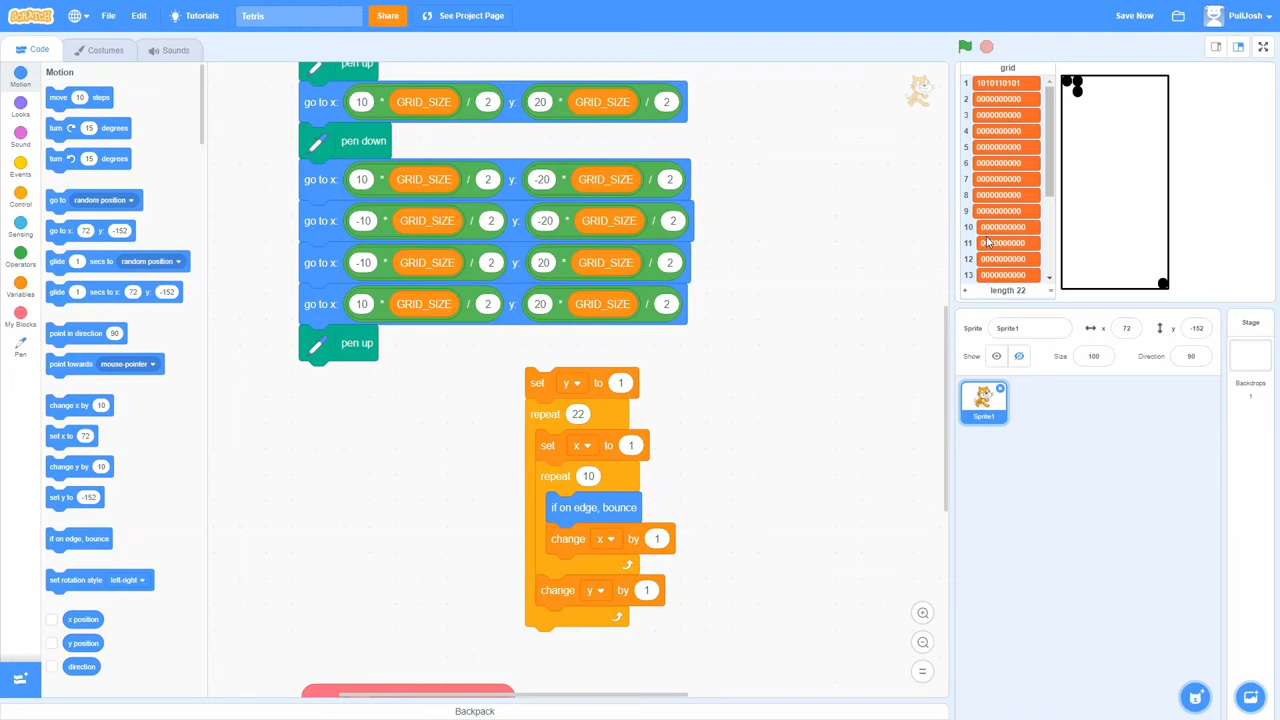 SCRATCH File Edit Tutorials Tetris Share See Project Page Save Now PullJosh
Code Costumes Sounds
Motion
Looks
Sound
Events
Control
Sensing
Operators
Variables
My Blocks
Pen
Motion
move 10 steps
turn 15 degrees
turn 15 degrees
go to random position
go to x: 72 y: -152
glide 1 secs to random position
glide 1 secs to x: 72 y: -152
point in direction 90
point towards mouse-pointer
change x by 10
set x to 72
change y by 10
set y to -152
if on edge, bounce
set rotation style left-right
x position
y position
direction
pen up
go to x: 10 * GRID_SIZE / 2 y: 20 * GRID_SIZE / 2
pen down
go to x: 10 * GRID_SIZE / 2 y: -20 * GRID_SIZE / 2
go to x: -10 * GRID_SIZE / 2 y: -20 * GRID_SIZE / 2
go to x: -10 * GRID_SIZE / 2 y: 20 * GRID_SIZE / 2
go to x: 10 * GRID_SIZE / 2 y: 20 * GRID_SIZE / 2
pen up
set y to 1
repeat 22
set x to 1
repeat 10
if on edge, bounce
change x by 1
change y by 1
grid
1 1010110101
2 0000000000
3 0000000000
4 0000000000
5 0000000000
6 0000000000
7 0000000000
8 0000000000
9 0000000000
10 0000000000
11 0000000000
12 0000000000
13 0000000000
+ length 22 =
Sprite Sprite1 x 72 y -152
Show Size 100 Direction 90
Sprite1
Stage
Backdrops
1
Backpack